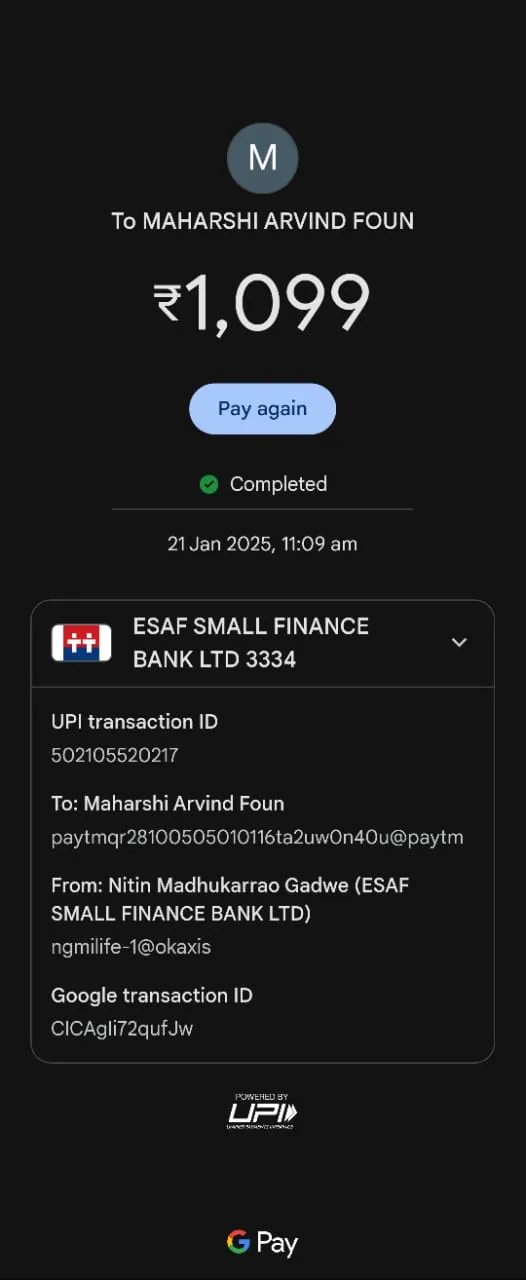 M
To MAHARSHI ARVIND FOUN
₹1,099
Pay again
Completed
21 Jan 2025, 11:09 am
ESAF SMALL FINANCE
BANK LTD 3334
UPI transaction ID
502105520217
To: Maharshi Arvind Foun
paytmqr28100505010116ta2uw0n40u@paytm
From: Nitin Madhukarrao Gadwe (ESAF
SMALL FINANCE BANK LTD)
ngmilife-1@okaxis
Google transaction ID
CICAgIi72qufJw
POWERED BY
UPI
G Pay